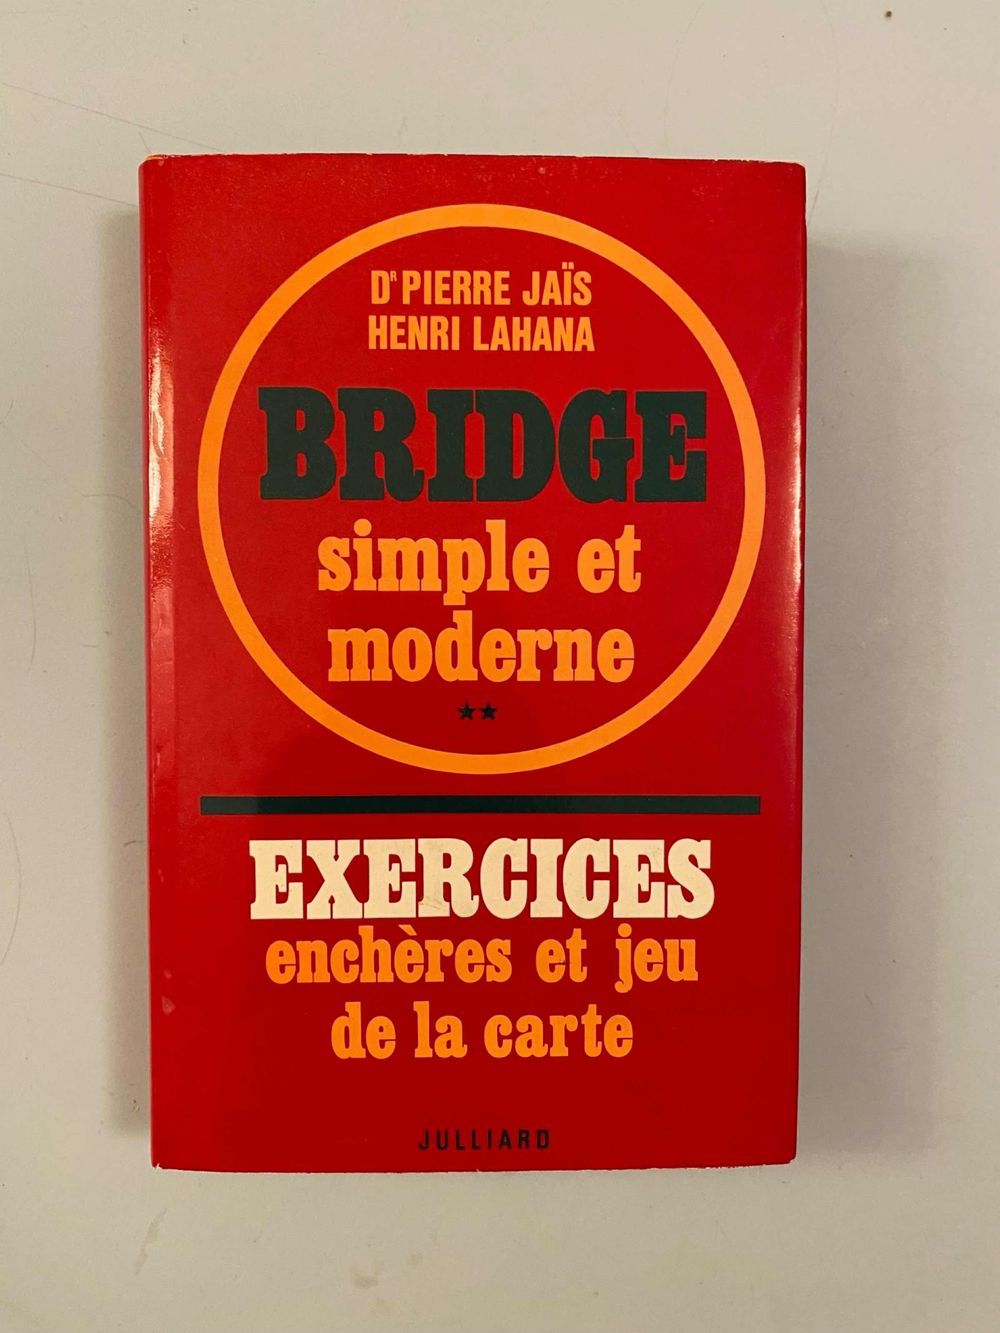 Dʳ PIERRE JAÏS
HENRI LAHANA
BRIDGE
simple et
moderne
★★
EXERCICES
enchères et jeu
de la carte
JULLIARD